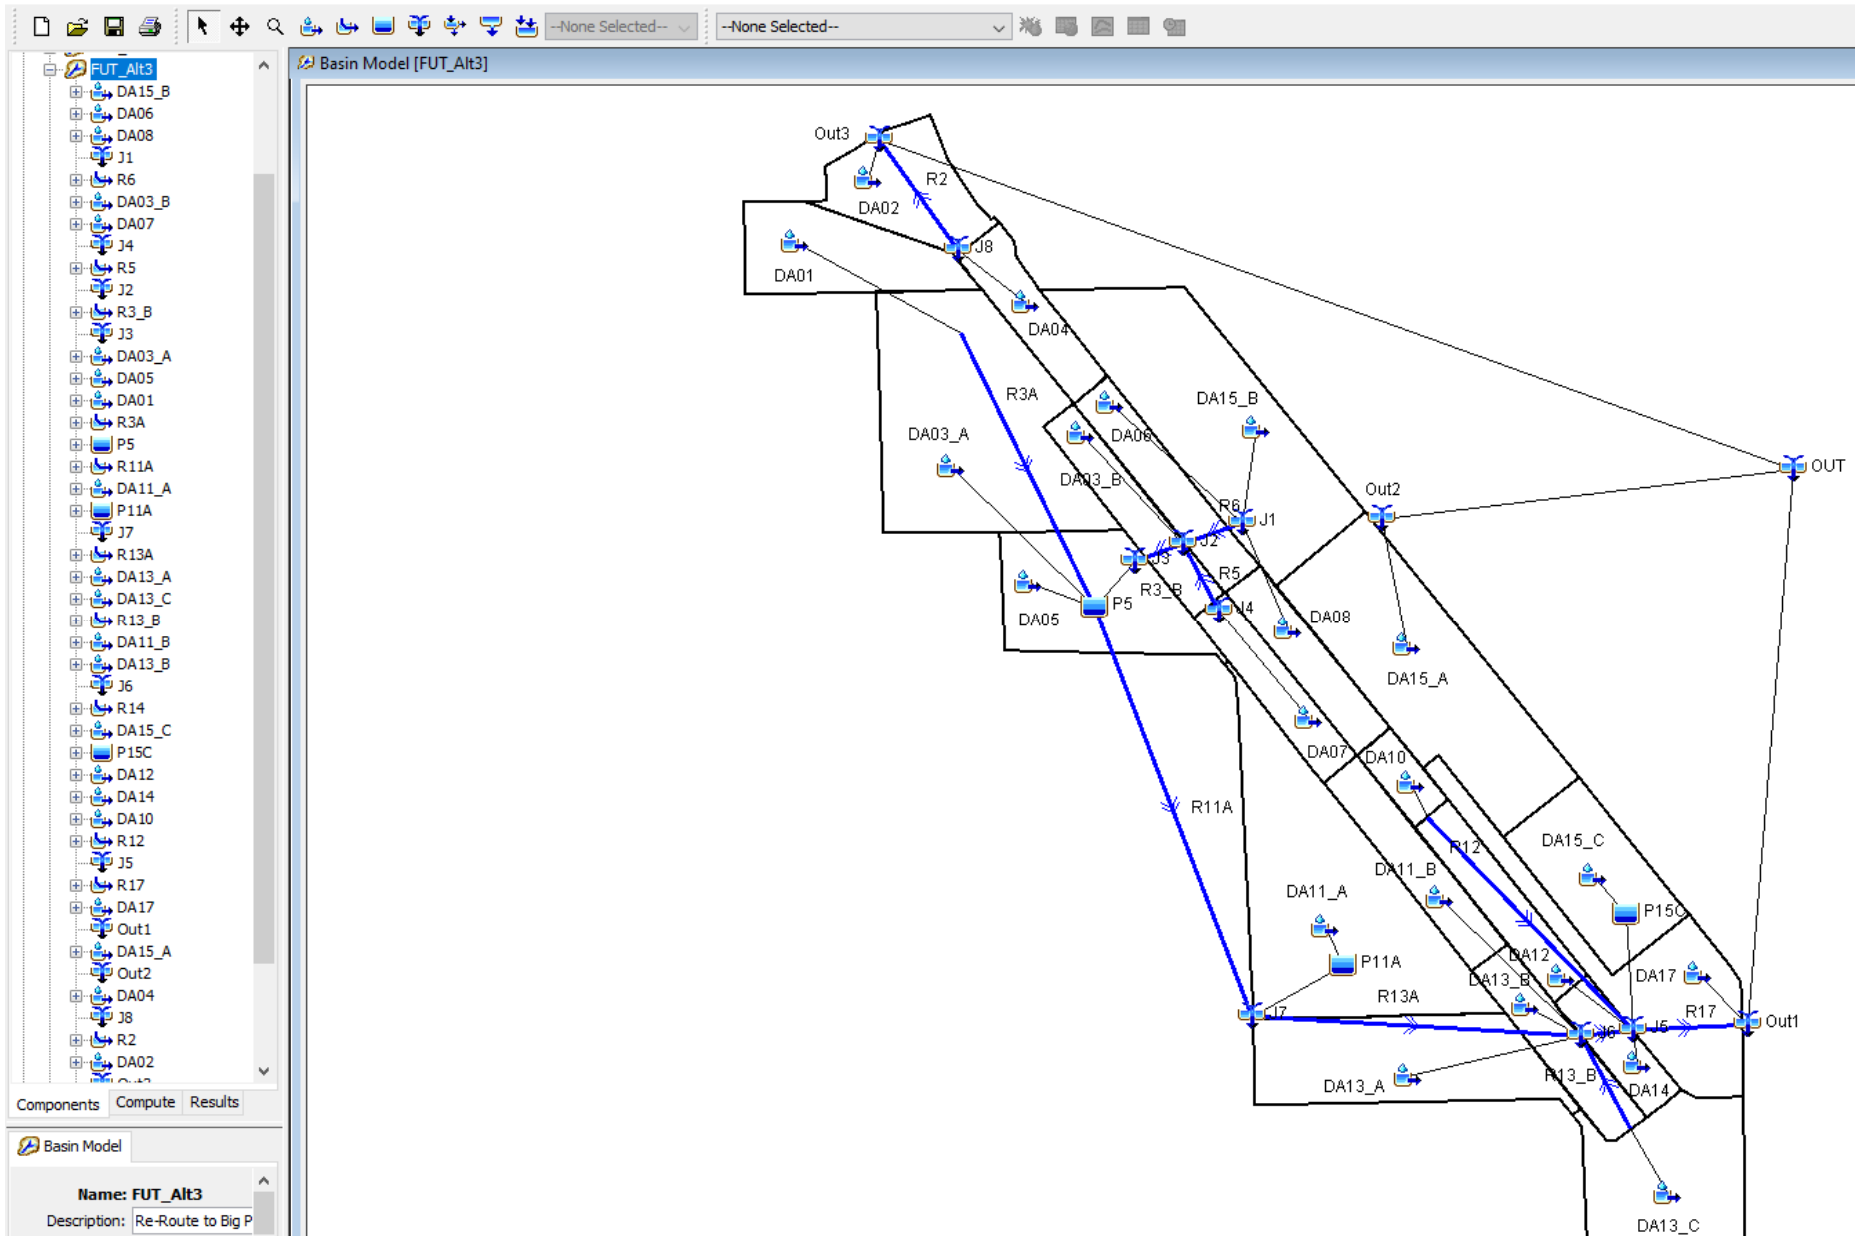 --None Selected--
--None Selected--
FUT_Alt3
DA15_B
DA06
DA08
J1
R6
DA03_B
DA07
J4
R5
J2
R3_B
J3
DA03_A
DA05
DA01
R3A
P5
R11A
DA11_A
P11A
J7
R13A
DA13_A
DA13_C
R13_B
DA11_B
DA13_B
J6
R14
DA15_C
P15C
DA12
DA14
DA10
R12
J5
R17
DA17
Out1
DA15_A
Out2
DA04
J8
R2
DA02
Components Compute Results
Basin Model
Name: FUT_Alt3
Description: Re-Route to Big P
Basin Model [FUT_Alt3]
Out3
R2
DA02
J8
DA01
DA04
R3A
DA15_B
DA03_A
DA06
OUT
DA03_B
Out2
R6
J1
J2
J3
R5
R3_B
P5
J4
DA05
DA08
DA15_A
DA07
DA10
R11A
DA15_C
R12
DA11_B
DA11_A
P15C
DA12
P11A
DA13_B
DA17
R13A
J7
R17
Out1
J6
J5
R13_B
DA13_A
DA14
DA13_C